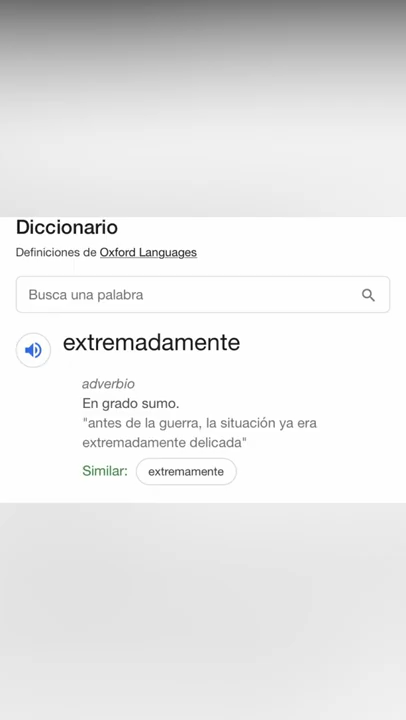 Diccionario
Definiciones de Oxford Languages
Busca una palabra
extremadamente
adverbio
En grado sumo.
"antes de la guerra, la situación ya era
extremadamente delicada"
Similar: extremamente